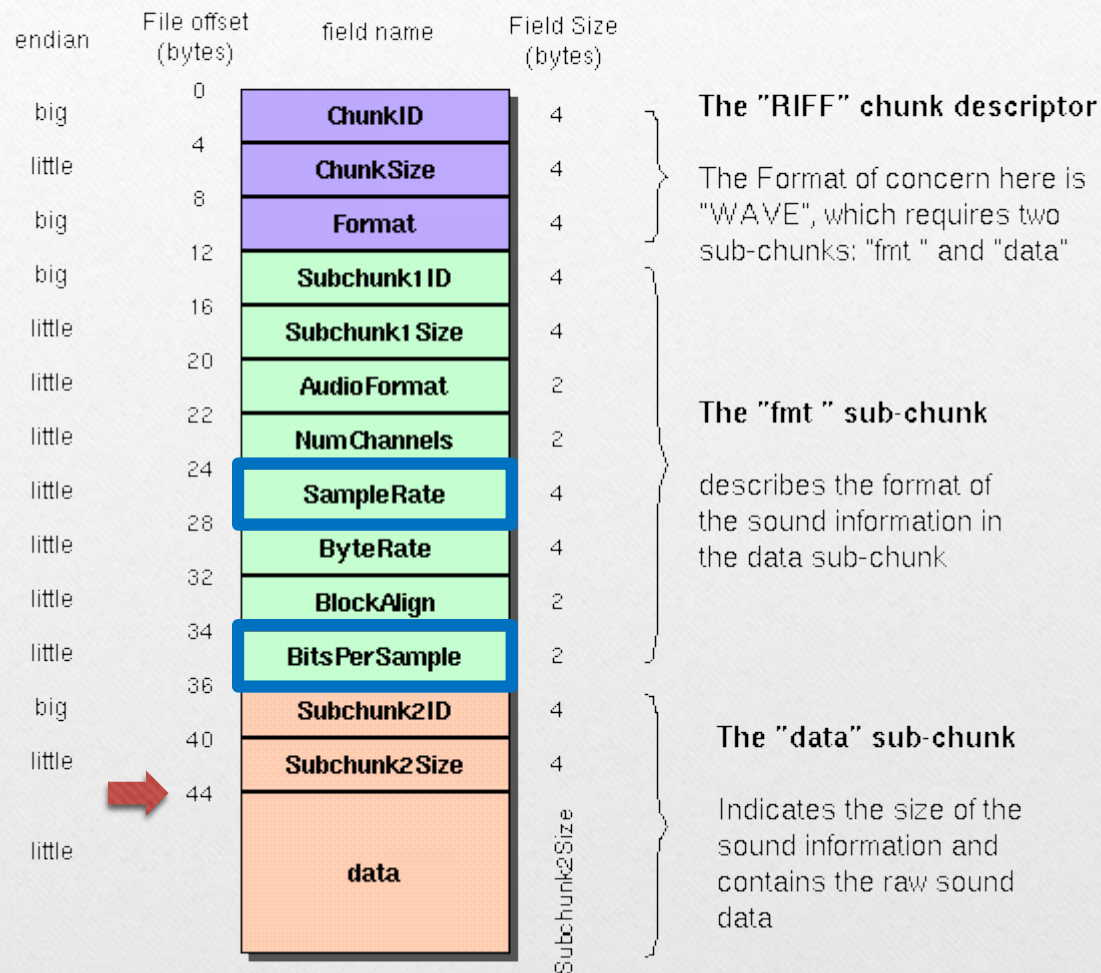 endian File offset (bytes) field name Field Size (bytes)
0
big ChunkID 4
4
little ChunkSize 4
8
big Format 4
12
big Subchunk1ID 4
16
little Subchunk1Size 4
20
little AudioFormat 2
22
little NumChannels 2
24
little SampleRate 4
28
little ByteRate 4
32
little BlockAlign 2
34
little BitsPerSample 2
36
big Subchunk2ID 4
40
little Subchunk2Size 4
44
little data Subchunk2Size
The "RIFF" chunk descriptor
The Format of concern here is
"WAVE", which requires two
sub-chunks: "fmt " and "data"
The "fmt " sub-chunk
describes the format of
the sound information in
the data sub-chunk
The "data" sub-chunk
Indicates the size of the
sound information and
contains the raw sound
data